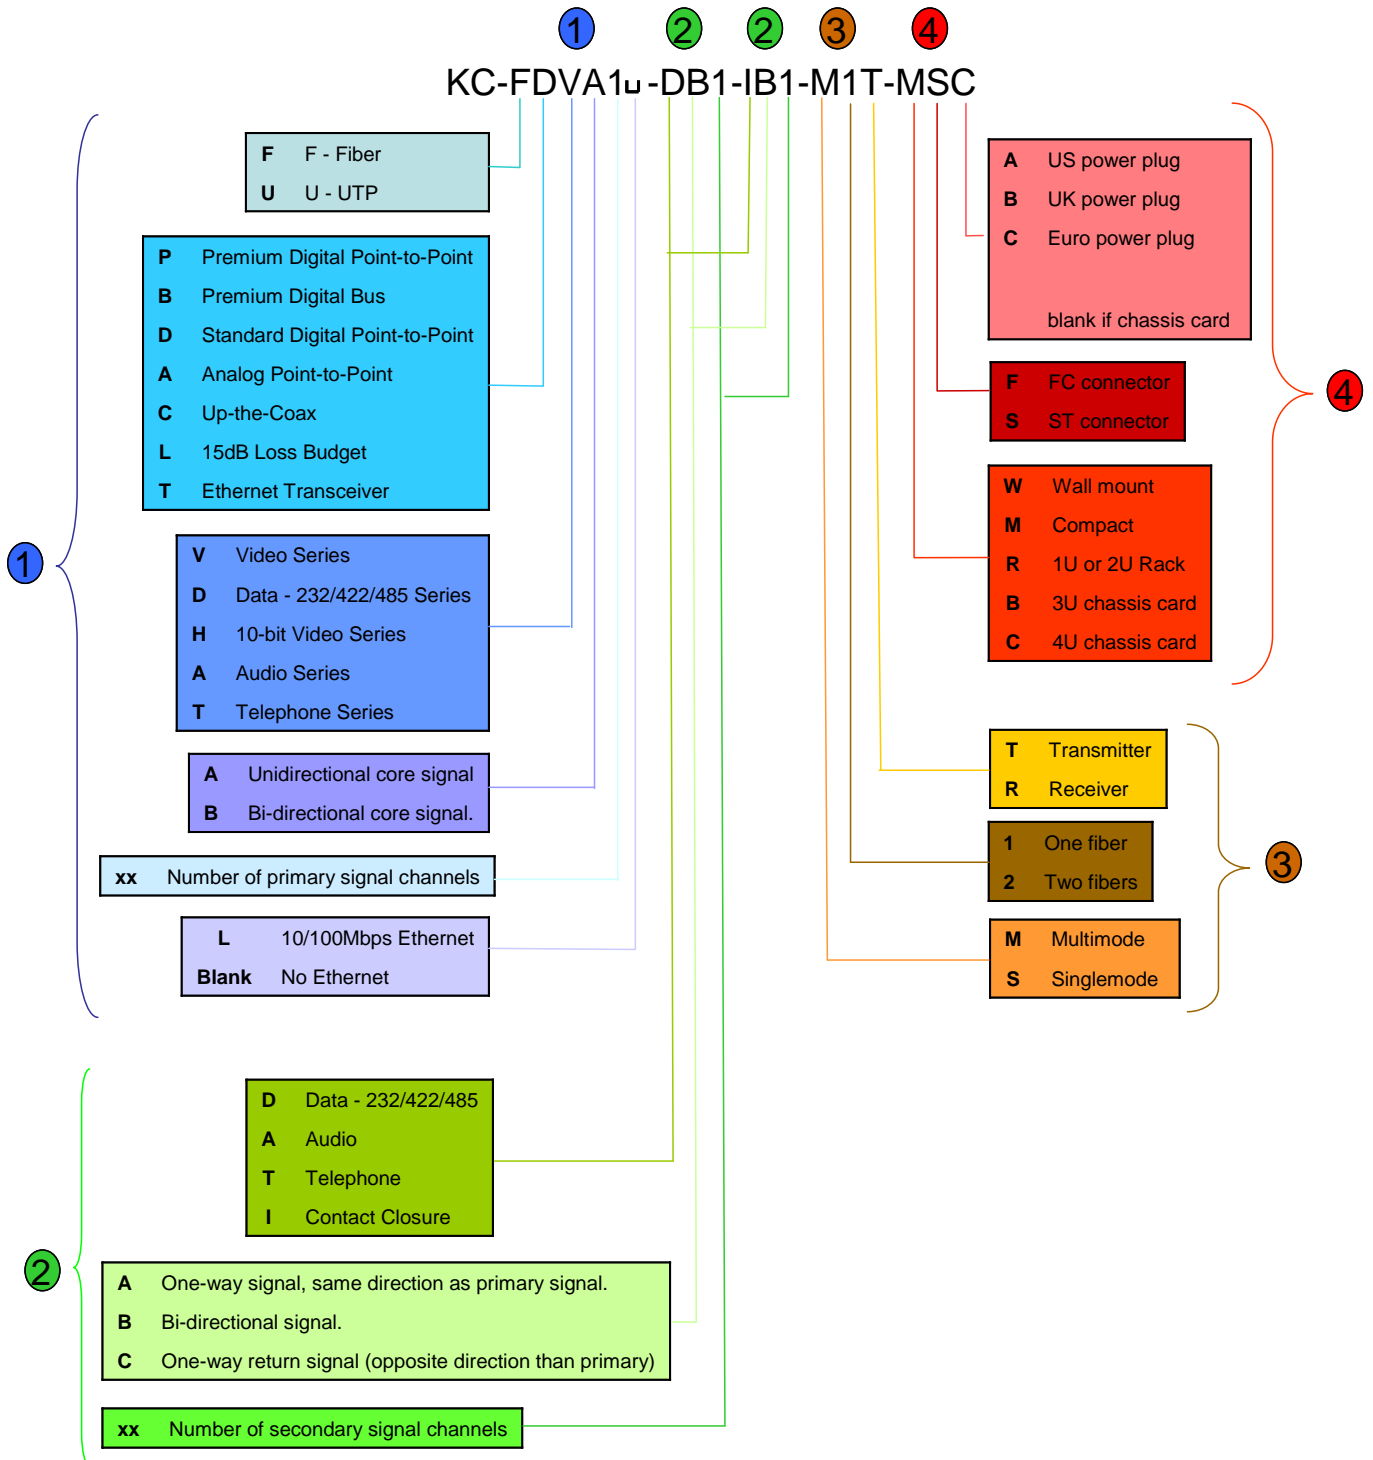 1 2 2 3 4
KC-FDVA1␣-DB1-IB1-M1T-MSC
F F - Fiber
U U - UTP
P Premium Digital Point-to-Point
B Premium Digital Bus
D Standard Digital Point-to-Point
A Analog Point-to-Point
C Up-the-Coax
L 15dB Loss Budget
T Ethernet Transceiver
1
V Video Series
D Data - 232/422/485 Series
H 10-bit Video Series
A Audio Series
T Telephone Series
A Unidirectional core signal
B Bi-directional core signal.
xx Number of primary signal channels
L 10/100Mbps Ethernet
Blank No Ethernet
D Data - 232/422/485
A Audio
T Telephone
I Contact Closure
2
A One-way signal, same direction as primary signal.
B Bi-directional signal.
C One-way return signal (opposite direction than primary)
xx Number of secondary signal channels
A US power plug
B UK power plug
C Euro power plug
blank if chassis card
F FC connector
S ST connector
4
W Wall mount
M Compact
R 1U or 2U Rack
B 3U chassis card
C 4U chassis card
T Transmitter
R Receiver
1 One fiber
2 Two fibers
3
M Multimode
S Singlemode